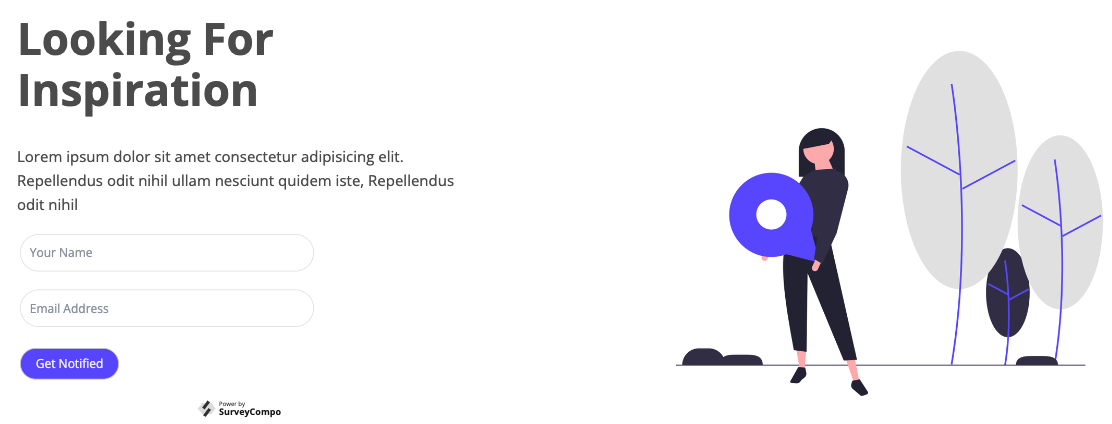 Looking For
Inspiration
Lorem ipsum dolor sit amet consectetur adipisicing elit.
Repellendus odit nihil ullam nesciunt quidem iste, Repellendus
odit nihil
Your Name
Email Address
Get Notified
Power by
SurveyCompo